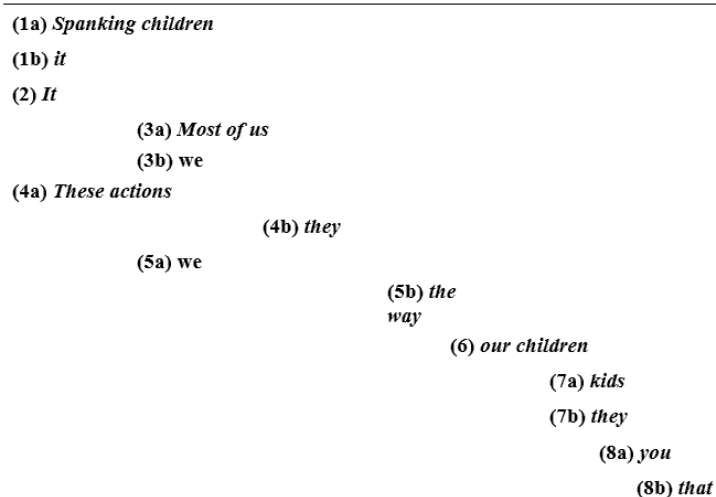 (1a) Spanking children
(1b) it
(2) It
(3a) Most of us
(3b) we
(4a) These actions
(4b) they
(5a) we
(5b) the
way
(6) our children
(7a) kids
(7b) they
(8a) you
(8b) that